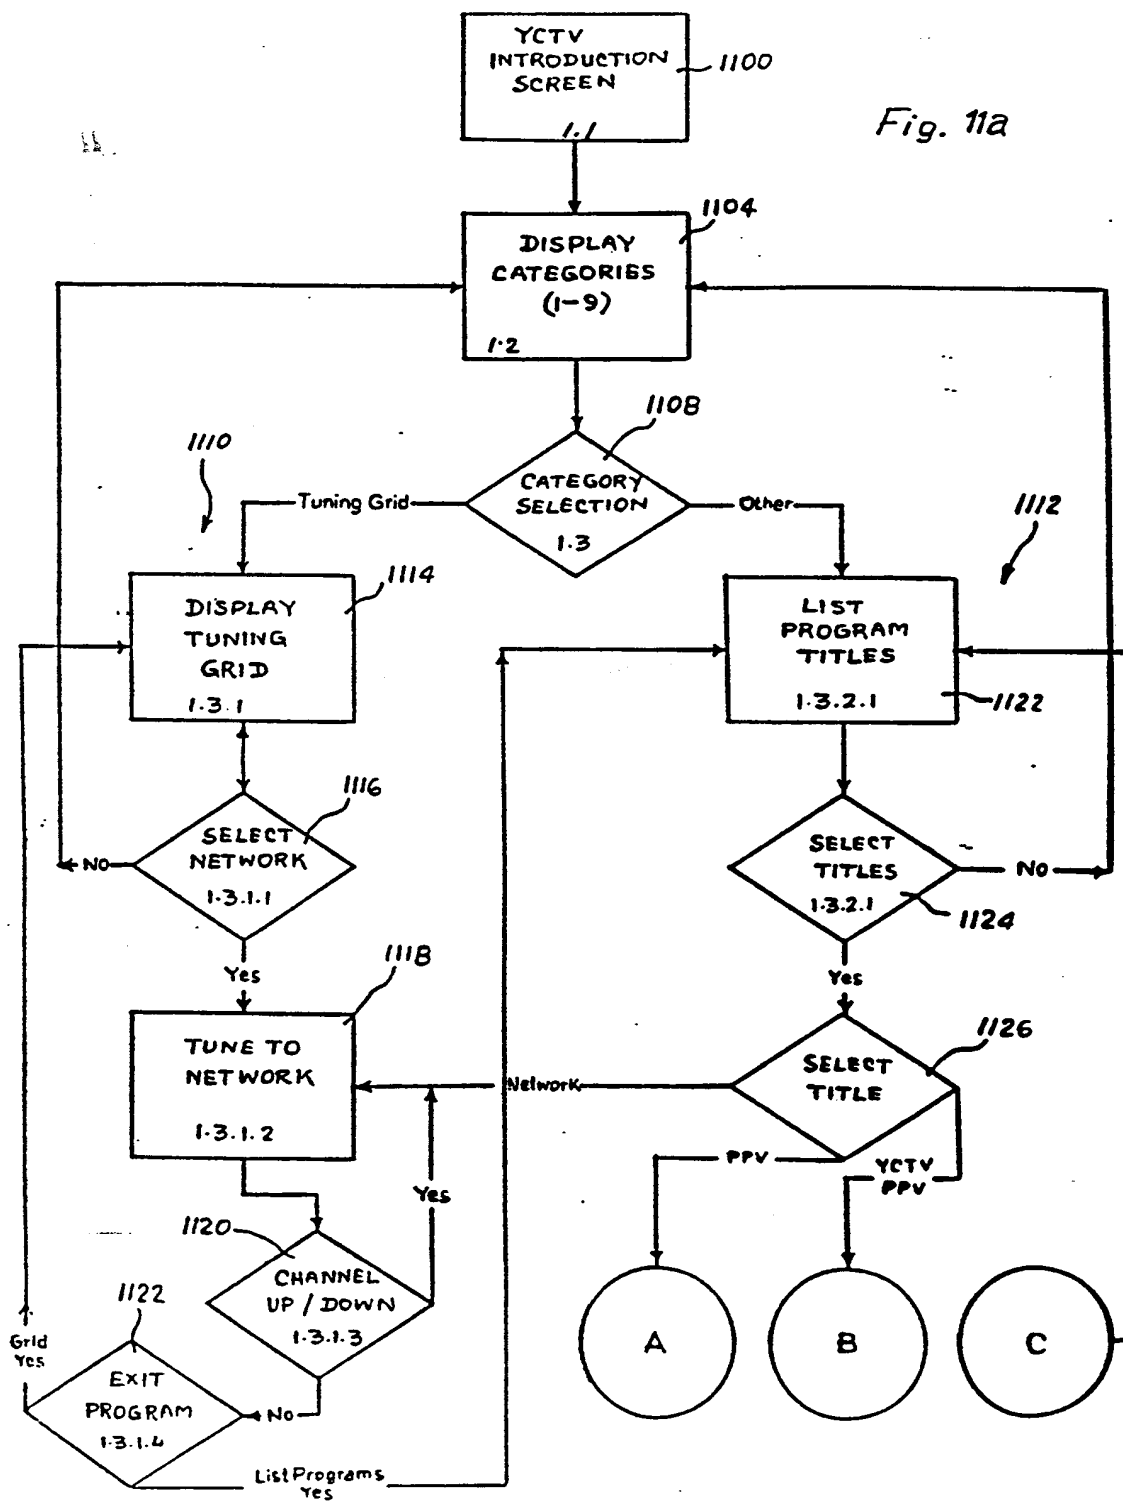 YCTV
INTRODUCTION
SCREEN
1.1
1100
Fig. 11a
1104
DISPLAY
CATEGORIES
(1-9)
1.2
1108
CATEGORY
SELECTION
1.3
Tuning Grid
Other
1110
1112
1114
DISPLAY
TUNING
GRID
1.3.1
LIST
PROGRAM
TITLES
1.3.2.1
1122
1116
SELECT
NETWORK
1.3.1.1
No
Yes
SELECT
TITLES
1.3.2.1
No
1124
Yes
1118
TUNE TO
NETWORK
1.3.1.2
Network
1126
SELECT
TITLE
PPV
YCTV
PPV
Yes
1120
CHANNEL
UP / DOWN
1.3.1.3
No
1122
EXIT
PROGRAM
1.3.1.4
Grid
Yes
List Programs
Yes
A
B
C